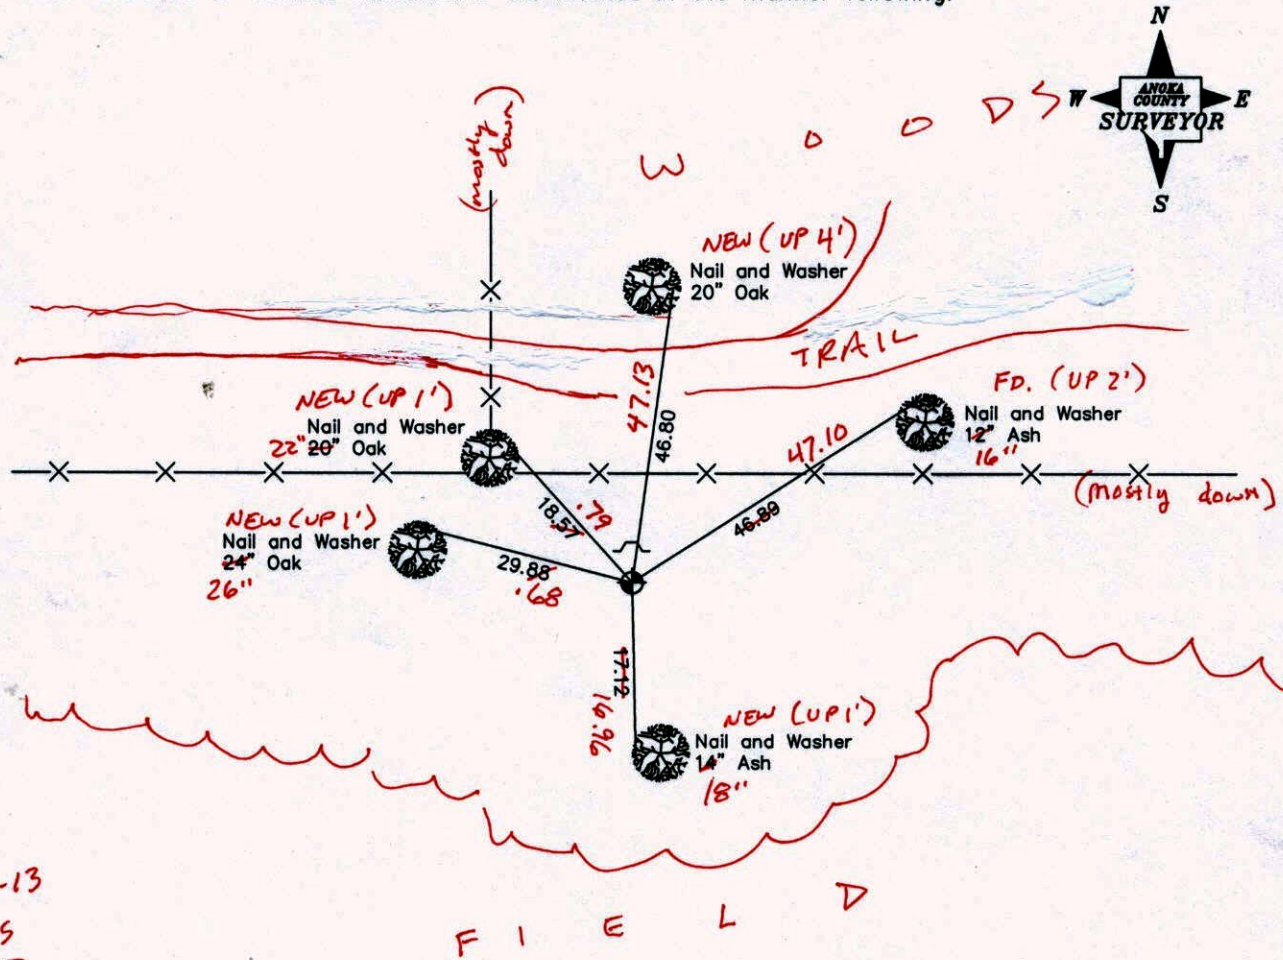 N
W
ANOKA
COUNTY
SURVEYOR
E
S
W O O D S
(mostly
down)
NEW (UP 4')
Nail and Washer
20" Oak
TRAIL
47.13
46.80
FD. (UP 2')
Nail and Washer
12" Ash
16"
47.10
46.89
NEW (UP 1')
Nail and Washer
22" 20" Oak
(mostly down)
18.57
.79
NEW (UP 1')
Nail and Washer
24" Oak
26"
29.88
.68
17.12
16.96
NEW (UP 1')
Nail and Washer
14" Ash
18"
-13
S
F I E L D